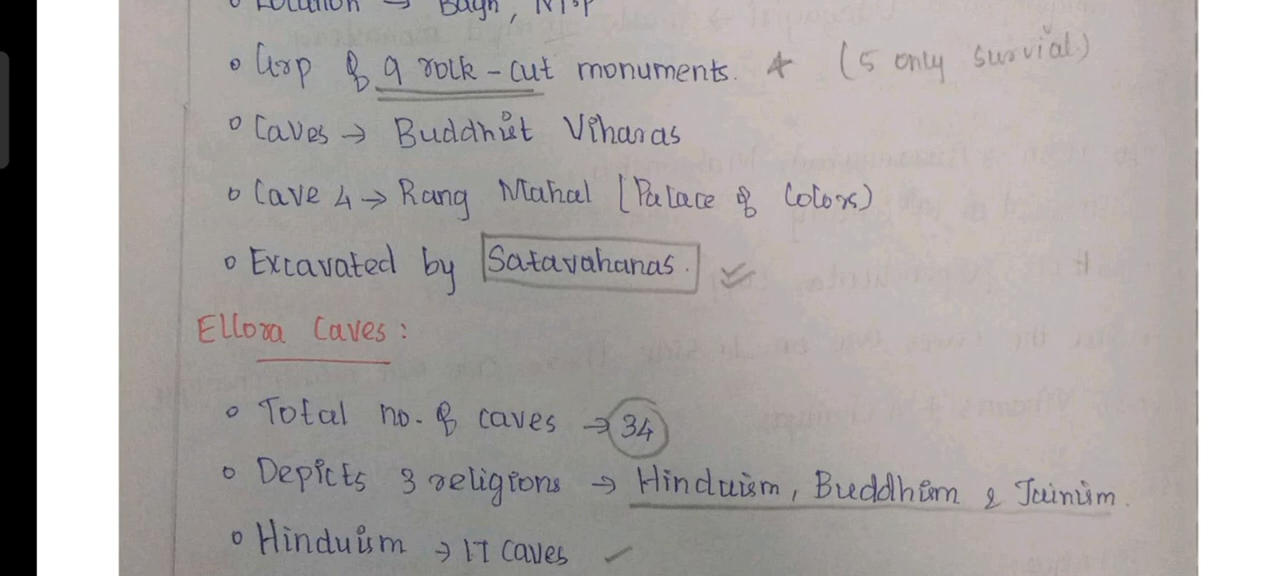 Location → Bagh, M.P
Grp of 9 rock-cut monuments. (5 only survial)
Caves → Buddhist Viharas
Cave 4 → Rang Mahal [Palace of Colors)
Excavated by Satavahanas.
Ellora Caves:
Total no. of caves → 34
Depicts 3 religions → Hinduism, Buddhism & Jainism.
Hinduism → 17 Caves